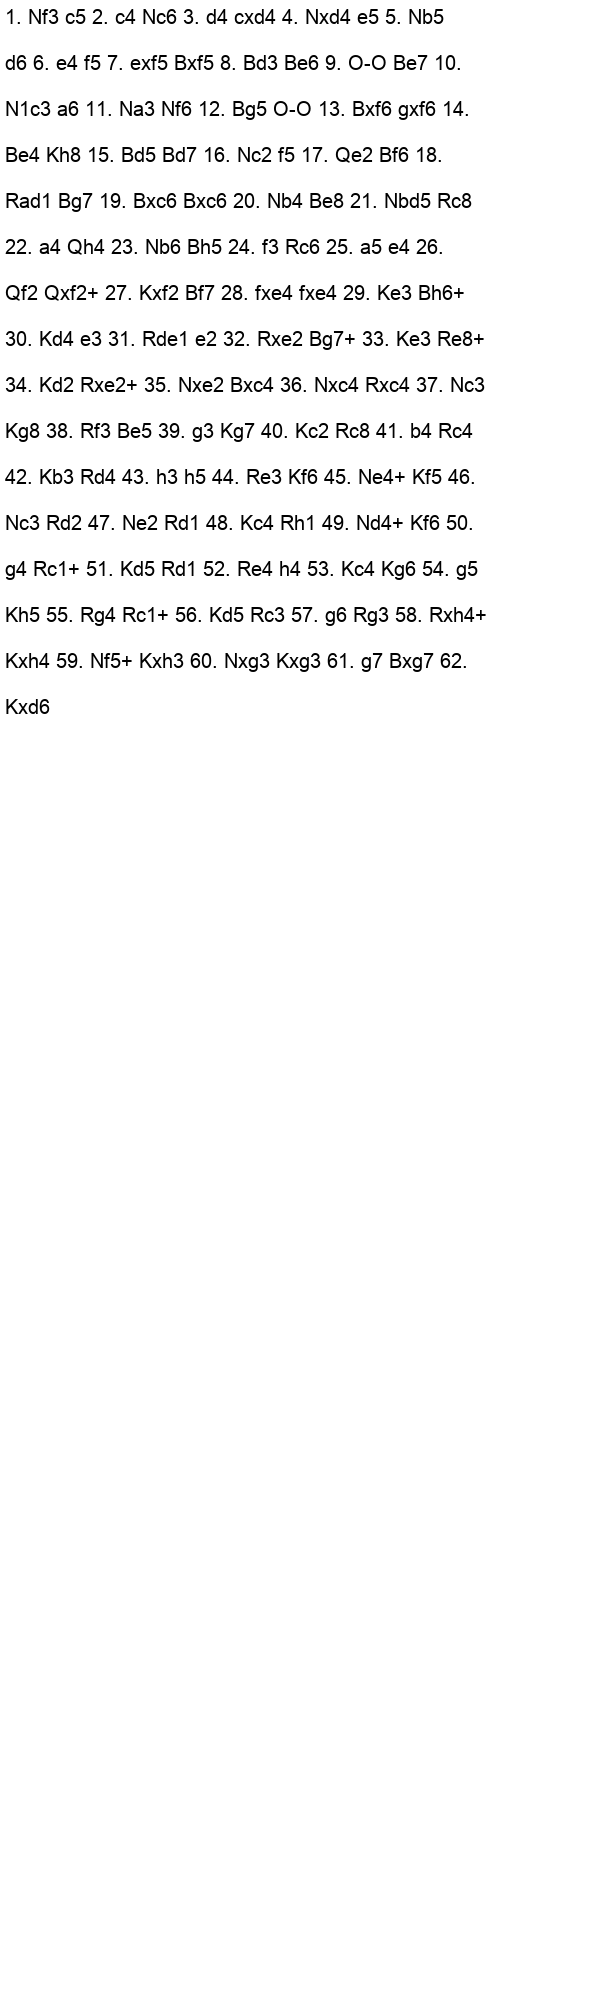 1. Nf3 c5 2. c4 Nc6 3. d4 cxd4 4. Nxd4 e5 5. Nb5
d6 6. e4 f5 7. exf5 Bxf5 8. Bd3 Be6 9. O-O Be7 10.
N1c3 a6 11. Na3 Nf6 12. Bg5 O-O 13. Bxf6 gxf6 14.
Be4 Kh8 15. Bd5 Bd7 16. Nc2 f5 17. Qe2 Bf6 18.
Rad1 Bg7 19. Bxc6 Bxc6 20. Nb4 Be8 21. Nbd5 Rc8
22. a4 Qh4 23. Nb6 Bh5 24. f3 Rc6 25. a5 e4 26.
Qf2 Qxf2+ 27. Kxf2 Bf7 28. fxe4 fxe4 29. Ke3 Bh6+
30. Kd4 e3 31. Rde1 e2 32. Rxe2 Bg7+ 33. Ke3 Re8+
34. Kd2 Rxe2+ 35. Nxe2 Bxc4 36. Nxc4 Rxc4 37. Nc3
Kg8 38. Rf3 Be5 39. g3 Kg7 40. Kc2 Rc8 41. b4 Rc4
42. Kb3 Rd4 43. h3 h5 44. Re3 Kf6 45. Ne4+ Kf5 46.
Nc3 Rd2 47. Ne2 Rd1 48. Kc4 Rh1 49. Nd4+ Kf6 50.
g4 Rc1+ 51. Kd5 Rd1 52. Re4 h4 53. Kc4 Kg6 54. g5
Kh5 55. Rg4 Rc1+ 56. Kd5 Rc3 57. g6 Rg3 58. Rxh4+
Kxh4 59. Nf5+ Kxh3 60. Nxg3 Kxg3 61. g7 Bxg7 62.
Kxd6